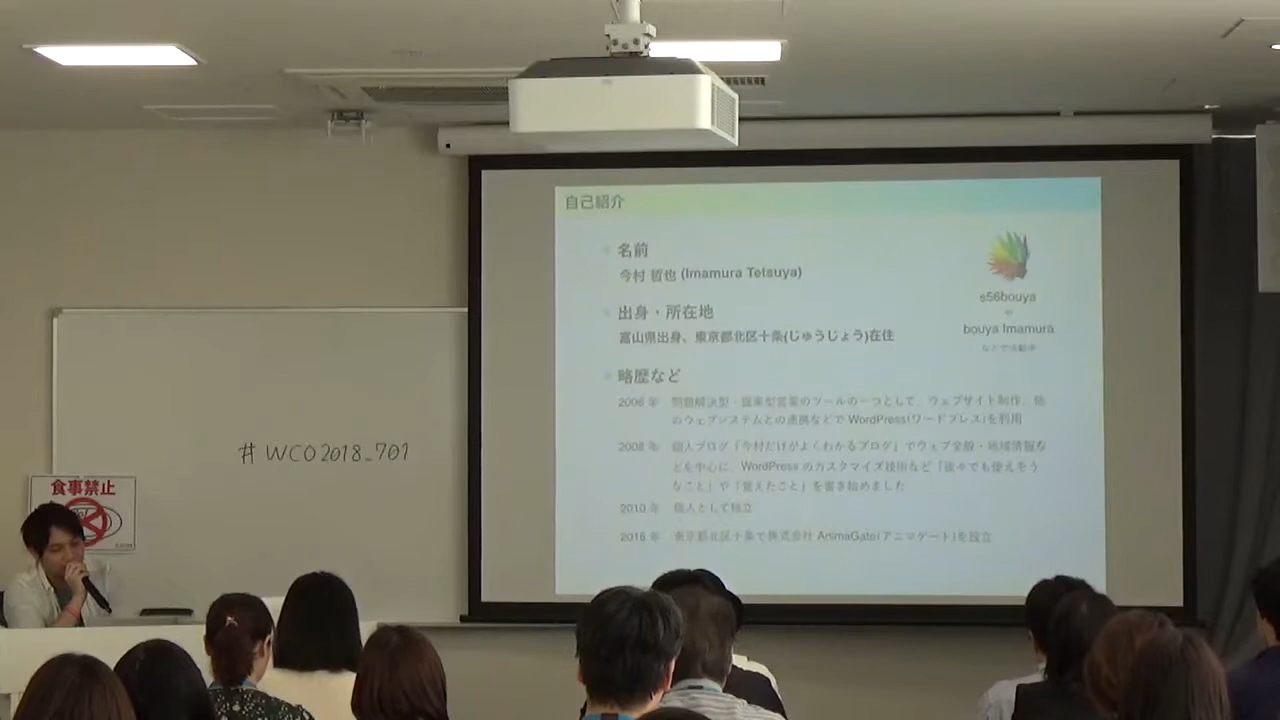 自己紹介
名前
今村 哲也 (Imamura Tetsuya)
出身・所在地
富山県出身、東京都北区十条(じゅうじょう)在住
略歴など
2006 年 問題解決型・提案型営業のツールの一つとして、ウェブサイト制作、他
のウェブシステムとの連携などで WordPress(ワードプレス)を利用
2008 年 個人ブログ「今村だけがよくわかるブログ」でウェブ全般・地域情報な
どを中心に、WordPress のカスタマイズ技術など「後々でも使えそう
なこと」や「覚えたこと」を書き始めました
2010 年 個人として独立
2016 年 東京都北区十条で株式会社 AnimaGate(アニマゲート)を設立
s56bouya
や
bouya Imamura
などで活動中
#WCO2018_701
食事禁止